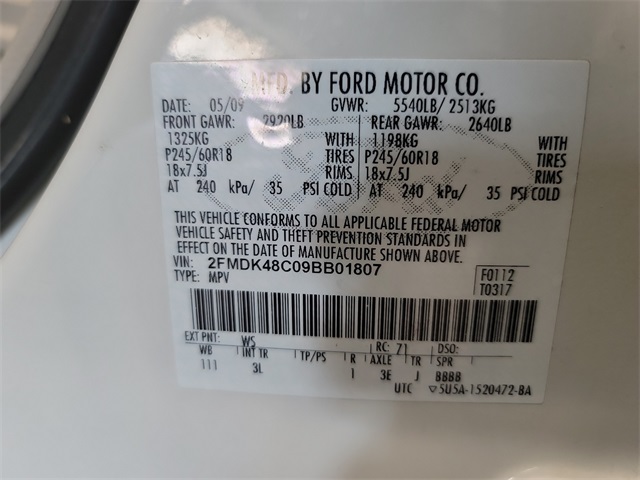 MFD. BY FORD MOTOR CO.
DATE: 05/09 GVWR: 5540LB/ 2513KG
FRONT GAWR: 2920LB REAR GAWR: 2640LB
1325KG WITH 1198KG WITH
P245/60R18 TIRES P245/60R18 TIRES
18x7.5J RIMS 18x7.5J RIMS
AT 240 kPa/ 35 PSI COLD AT 240 kPa/ 35 PSI COLD
THIS VEHICLE CONFORMS TO ALL APPLICABLE FEDERAL MOTOR
VEHICLE SAFETY AND THEFT PREVENTION STANDARDS IN
EFFECT ON THE DATE OF MANUFACTURE SHOWN ABOVE.
VIN: 2FMDK48C09BB01807
TYPE: MPV
F0112
T0317
EXT PNT: WS RC: 71 DSO:
WB INT TR TP/PS R AXLE TR SPR
111 3L 1 3E J BBBB
UTC ▽5U5A-1520472-BA